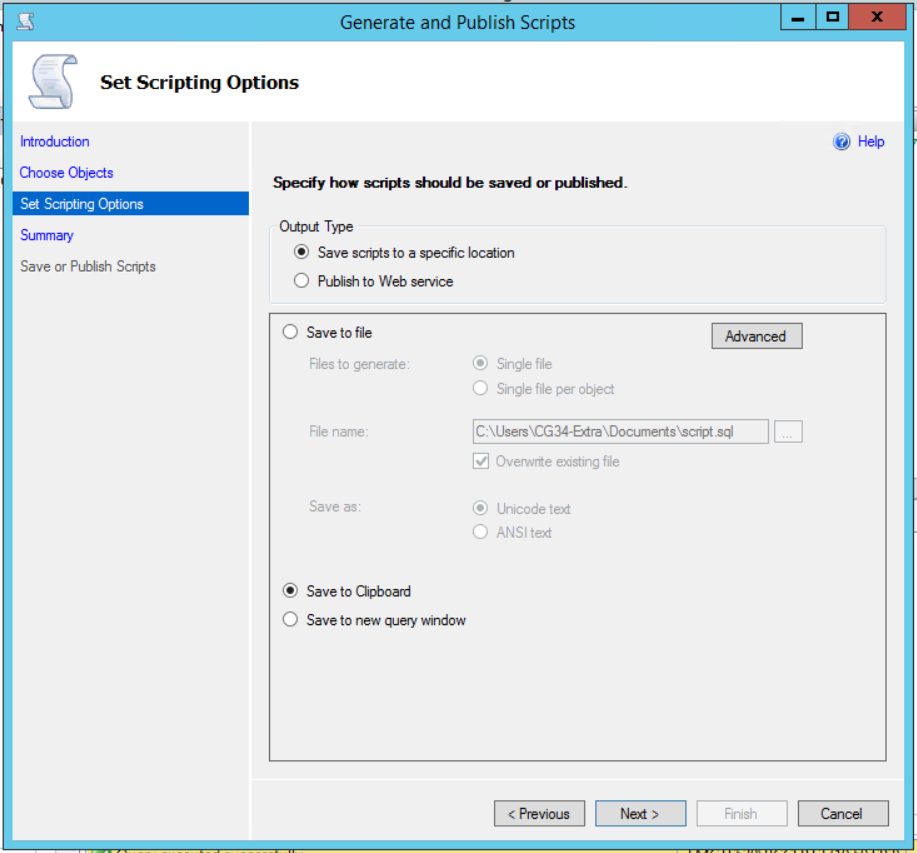 Generate and Publish Scripts
Set Scripting Options
Introduction
Choose Objects
Set Scripting Options
Summary
Save or Publish Scripts
Help
Specify how scripts should be saved or published.
Output Type
Save scripts to a specific location
Publish to Web service
Save to file
Advanced
Files to generate:
Single file
Single file per object
File name:
C:\Users\CG34-Extra\Documents\script.sql
...
Overwrite existing file
Save as:
Unicode text
ANSI text
Save to Clipboard
Save to new query window
< Previous
Next >
Finish
Cancel